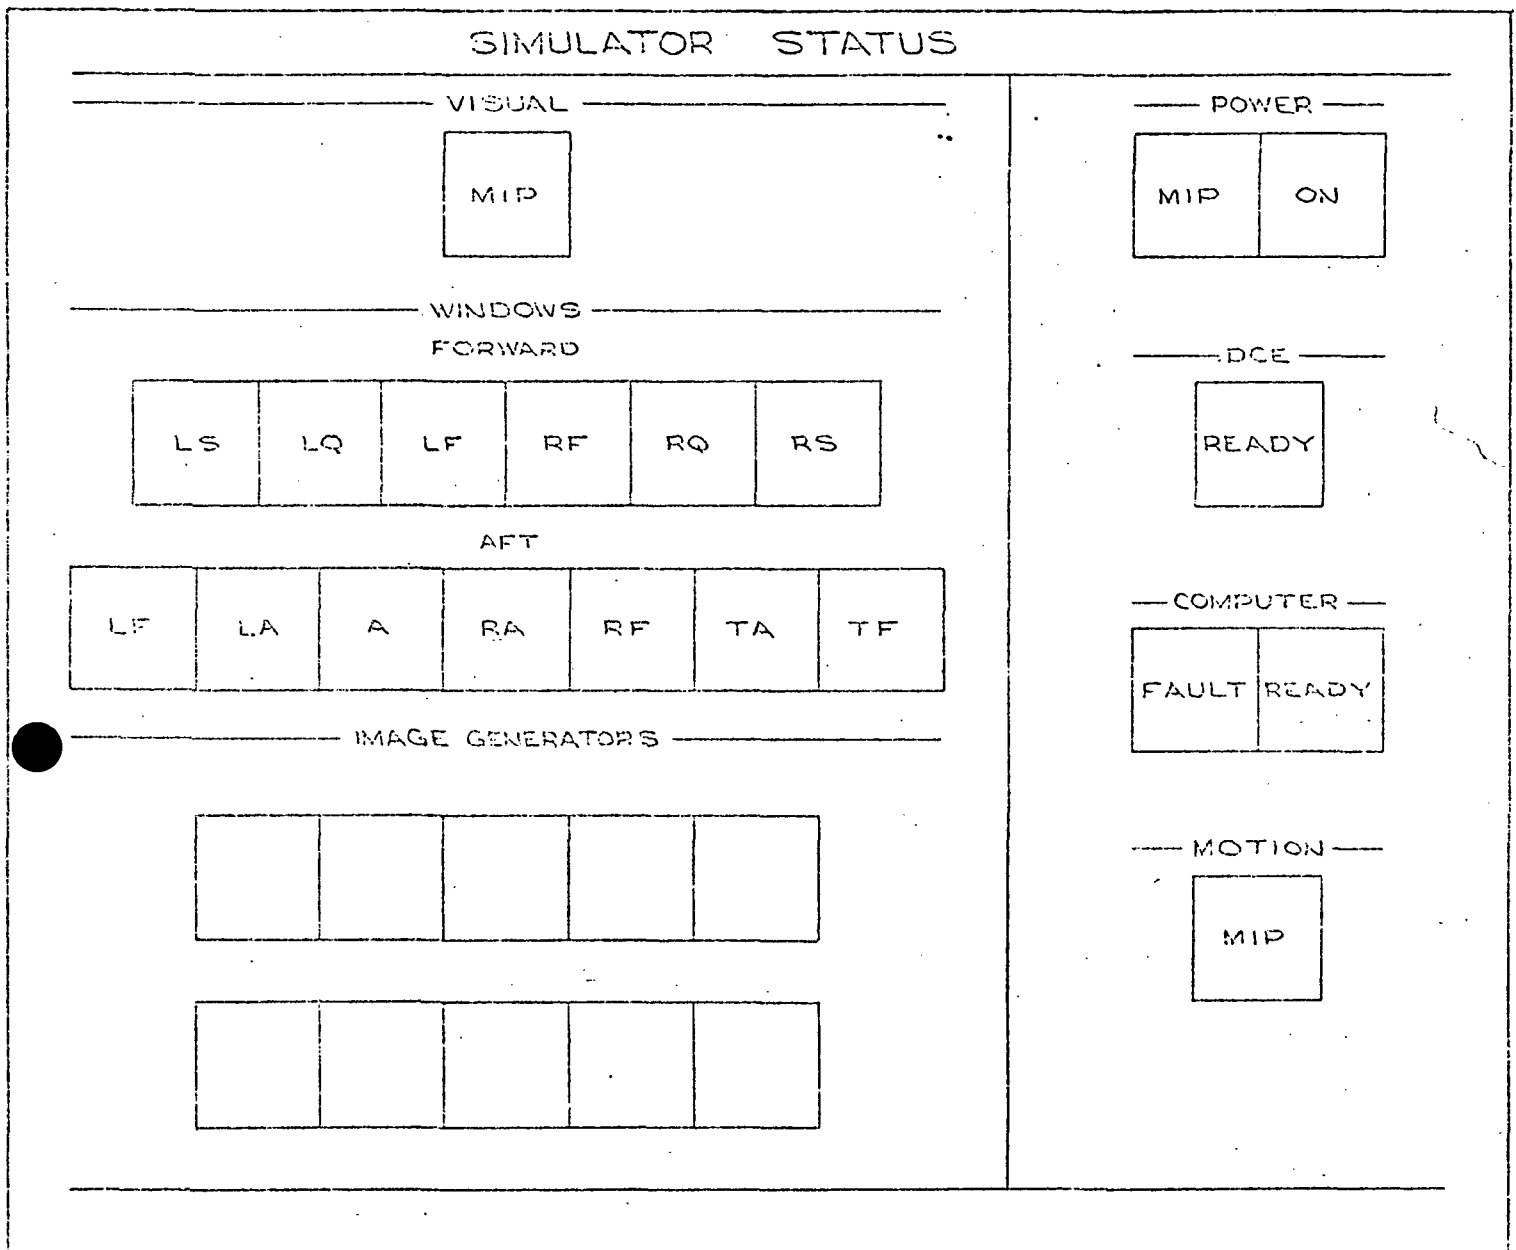 SIMULATOR STATUS
VISUAL
MIP
WINDOWS
FORWARD
LS LQ LF RF RQ RS
AFT
LF LA A RA RF TA TF
IMAGE GENERATORS
POWER
MIP ON
DCE
READY
COMPUTER
FAULT READY
MOTION
MIP